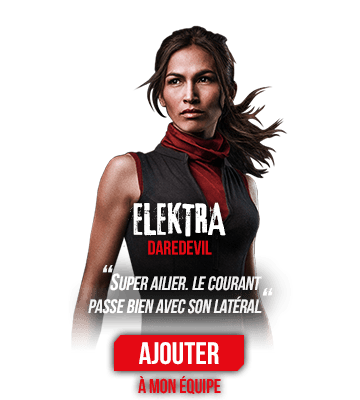 ELEKTRA
DAREDEVIL
“SUPER AILIER. LE COURANT
PASSE BIEN AVEC SON LATÉRAL“
AJOUTER
À MON ÉQUIPE